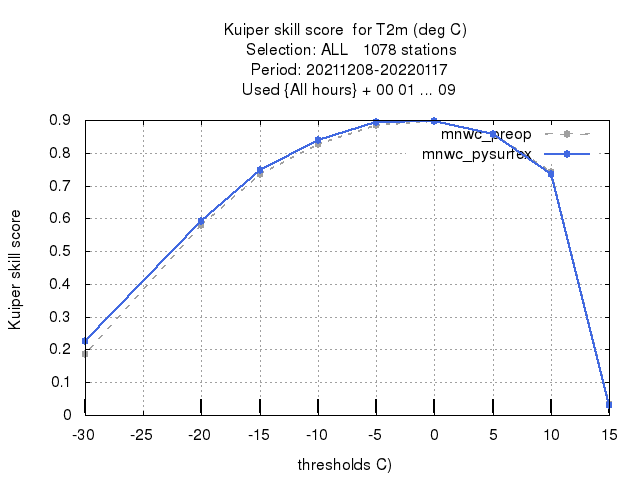 Kuiper skill score  for T2m (deg C)
Selection: ALL   1078 stations
Period: 20211208-20220117
Used {All hours} + 00 01 ... 09
mnwc_preop
mnwc_pysurfex
Kuiper skill score
0.9
0.8
0.7
0.6
0.5
0.4
0.3
0.2
0.1
0
-30 -25 -20 -15 -10 -5 0 5 10 15
thresholds C)